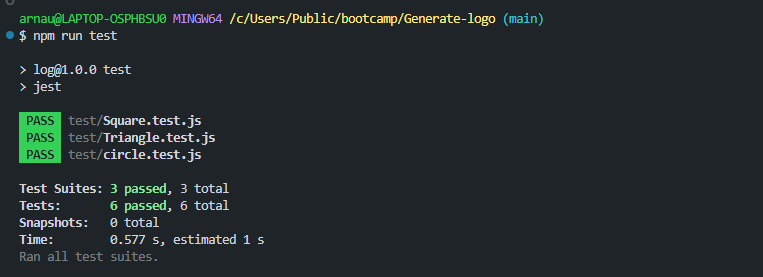 arnau@LAPTOP-OSPHBSU0 MINGW64 /c/Users/Public/bootcamp/Generate-logo (main)
$ npm run test
> log@1.0.0 test
> jest
PASS test/Square.test.js
PASS test/Triangle.test.js
PASS test/circle.test.js
Test Suites: 3 passed, 3 total
Tests:       6 passed, 6 total
Snapshots:   0 total
Time:        0.577 s, estimated 1 s
Ran all test suites.